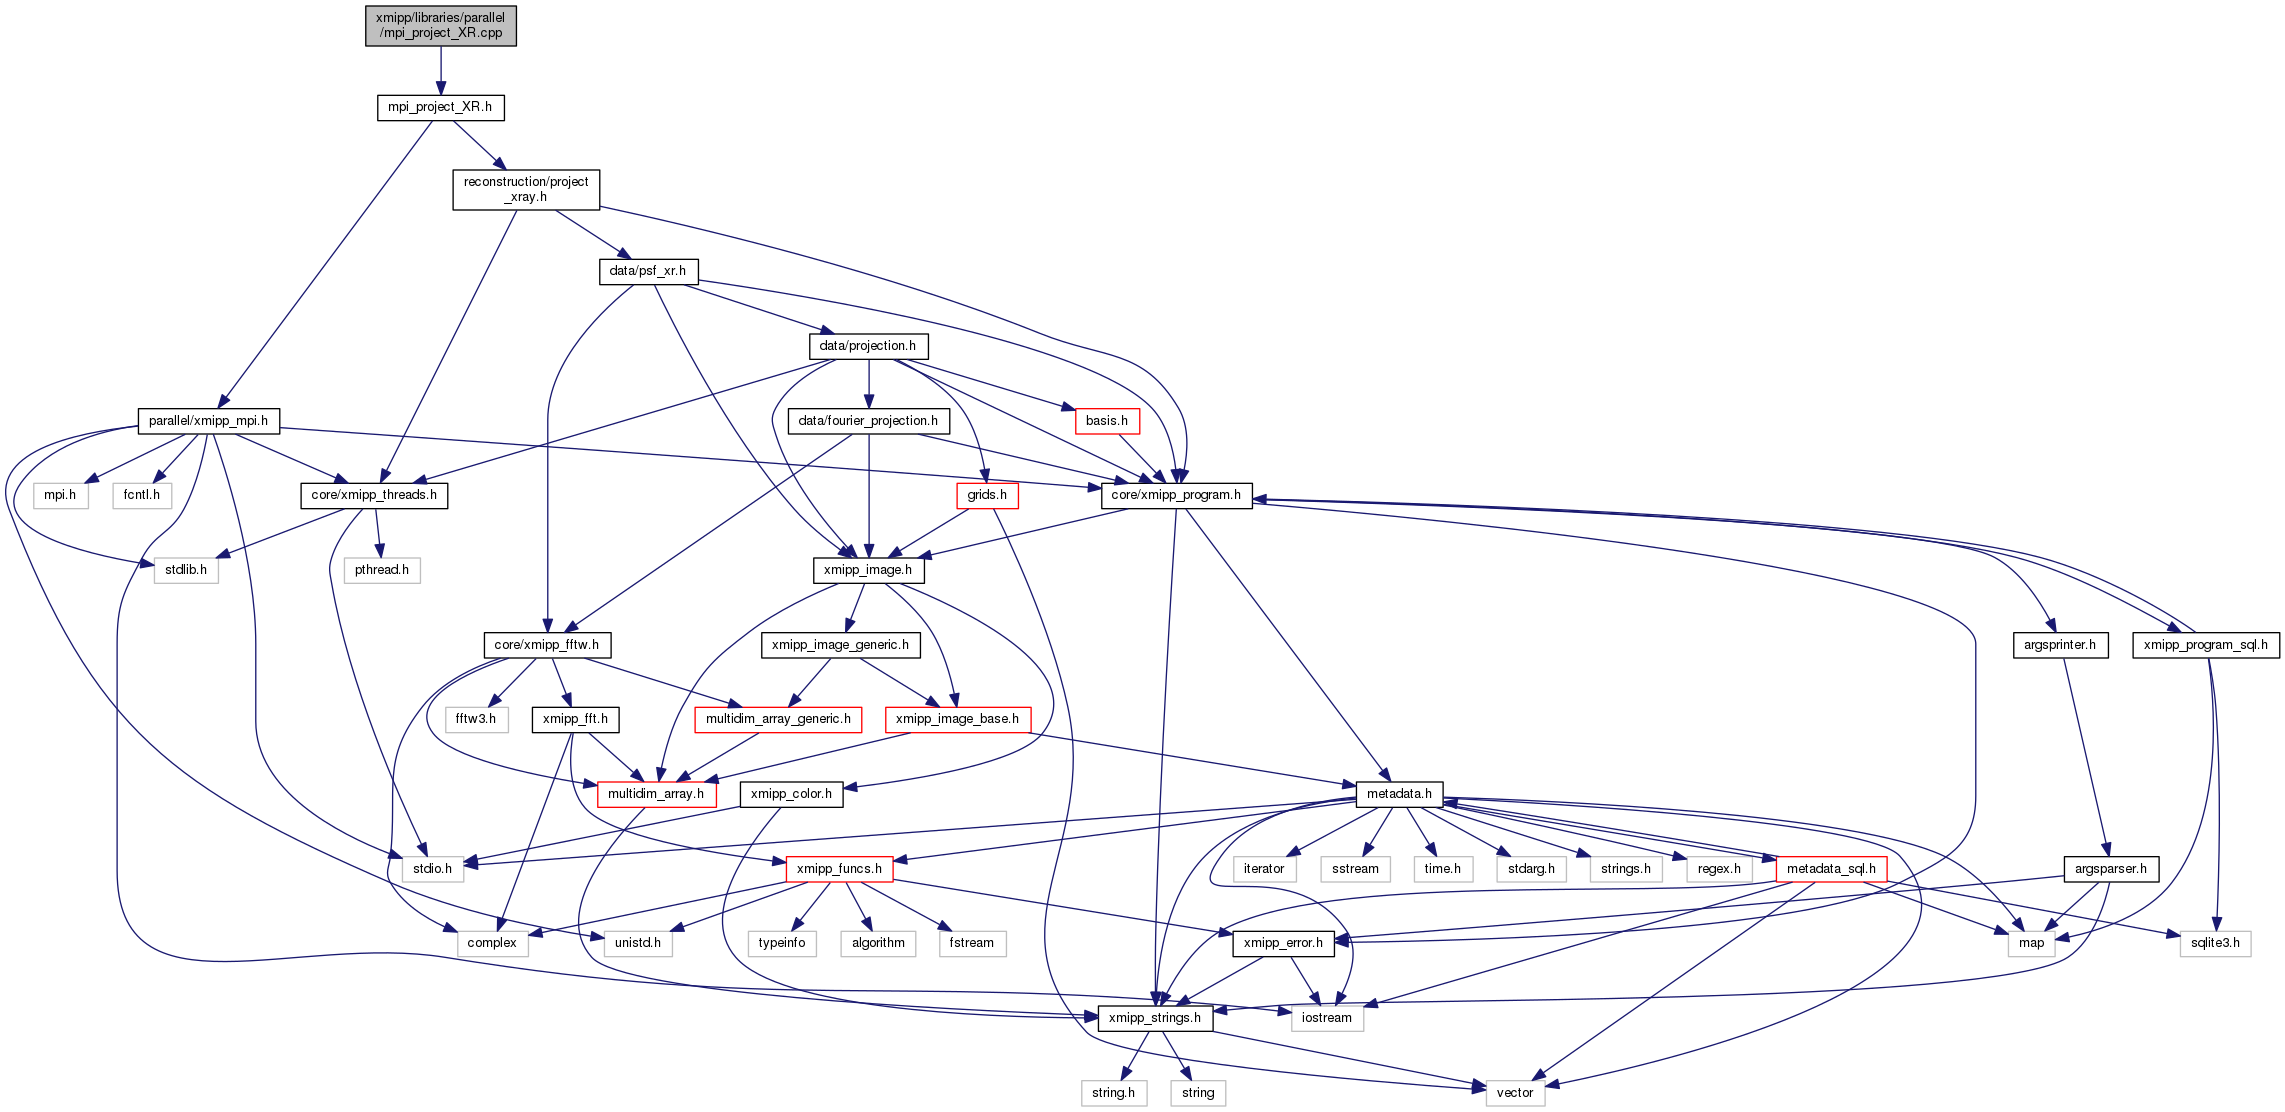 xmipp/libraries/parallel
/mpi_project_XR.cpp
mpi_project_XR.h
reconstruction/project
_xray.h
data/psf_xr.h
data/projection.h
parallel/xmipp_mpi.h
data/fourier_projection.h
basis.h
mpi.h
fcntl.h
core/xmipp_threads.h
grids.h
core/xmipp_program.h
stdlib.h
pthread.h
xmipp_image.h
core/xmipp_fftw.h
xmipp_image_generic.h
argsprinter.h
xmipp_program_sql.h
fftw3.h
xmipp_fft.h
multidim_array_generic.h
xmipp_image_base.h
multidim_array.h
xmipp_color.h
metadata.h
stdio.h
xmipp_funcs.h
iterator
sstream
time.h
stdarg.h
strings.h
regex.h
metadata_sql.h
argsparser.h
complex
unistd.h
typeinfo
algorithm
fstream
xmipp_error.h
map
sqlite3.h
xmipp_strings.h
iostream
string.h
string
vector